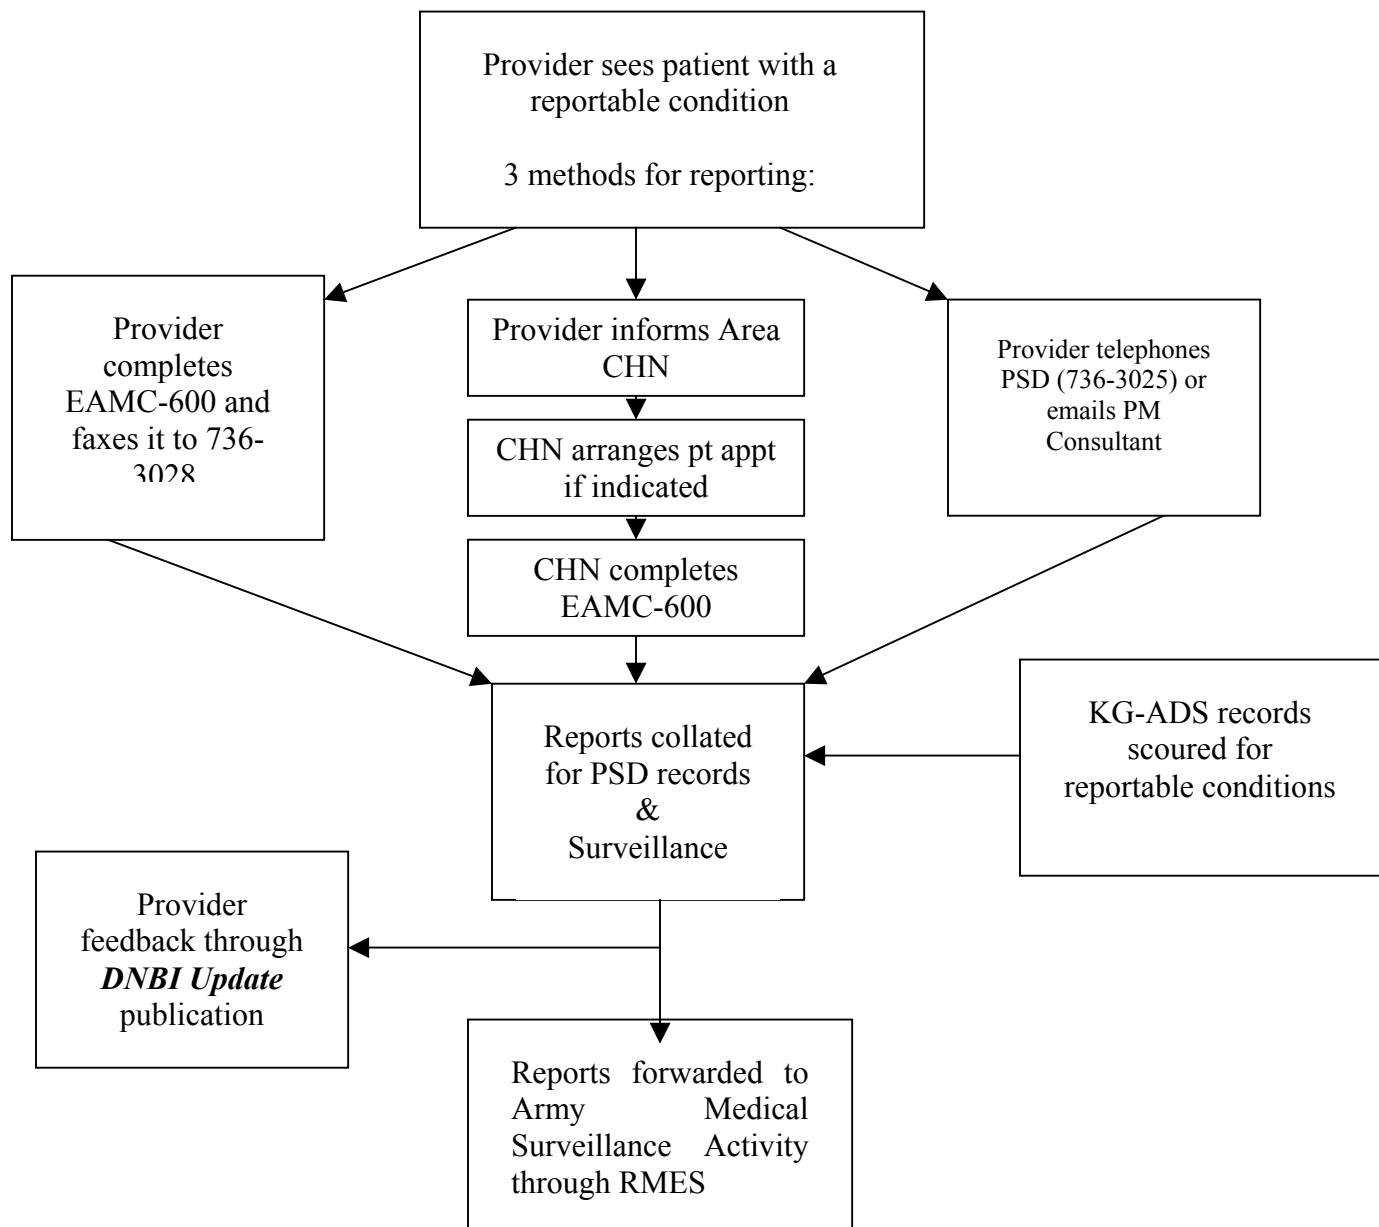 Provider sees patient with a
reportable condition
3 methods for reporting:
Provider
completes
EAMC-600 and
faxes it to 736-
3028
Provider informs Area
CHN
CHN arranges pt appt
if indicated
CHN completes
EAMC-600
Provider telephones
PSD (736-3025) or
emails PM
Consultant
Reports collated
for PSD records
&
Surveillance
KG-ADS records
scoured for
reportable conditions
Provider
feedback through
DNBI Update
publication
Reports forwarded to
Army Medical
Surveillance Activity
through RMES